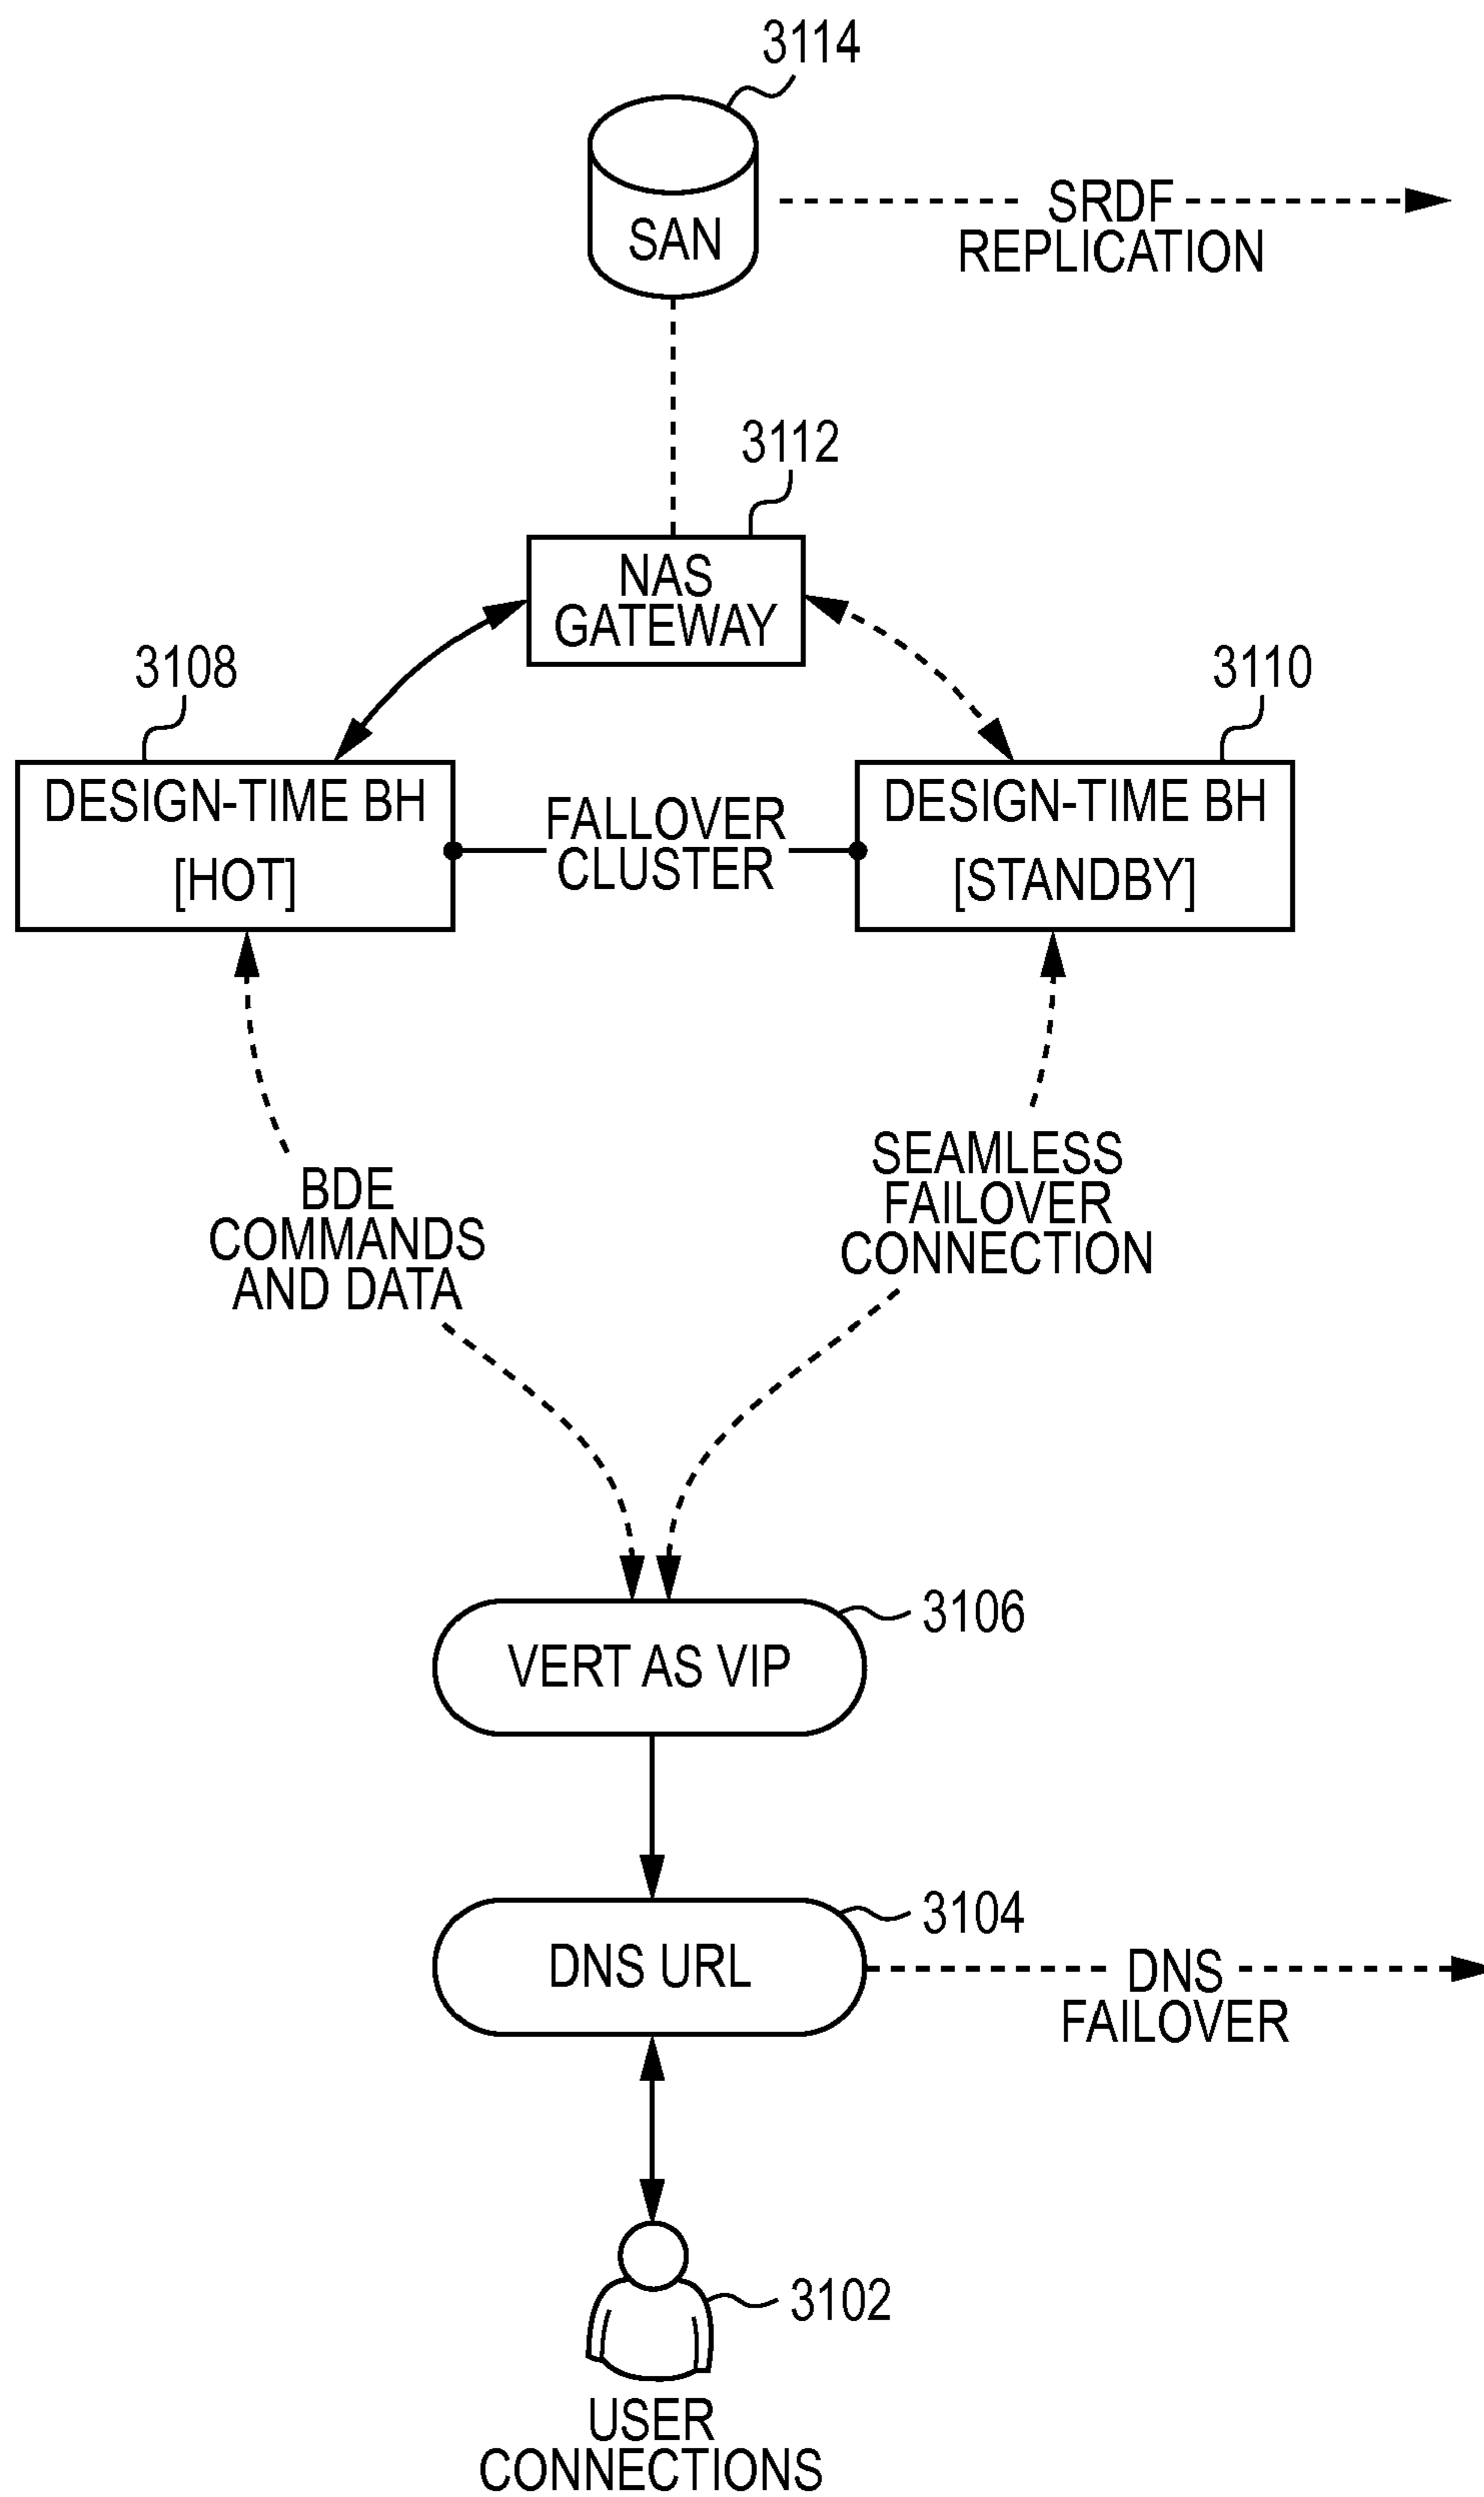 3114
SAN
SRDF
REPLICATION
3112
NAS
GATEWAY
3108
3110
DESIGN-TIME BH
[HOT]
FALLOVER
CLUSTER
DESIGN-TIME BH
[STANDBY]
BDE
COMMANDS
AND DATA
SEAMLESS
FAILOVER
CONNECTION
3106
VERT AS VIP
3104
DNS URL
DNS
FAILOVER
3102
USER
CONNECTIONS